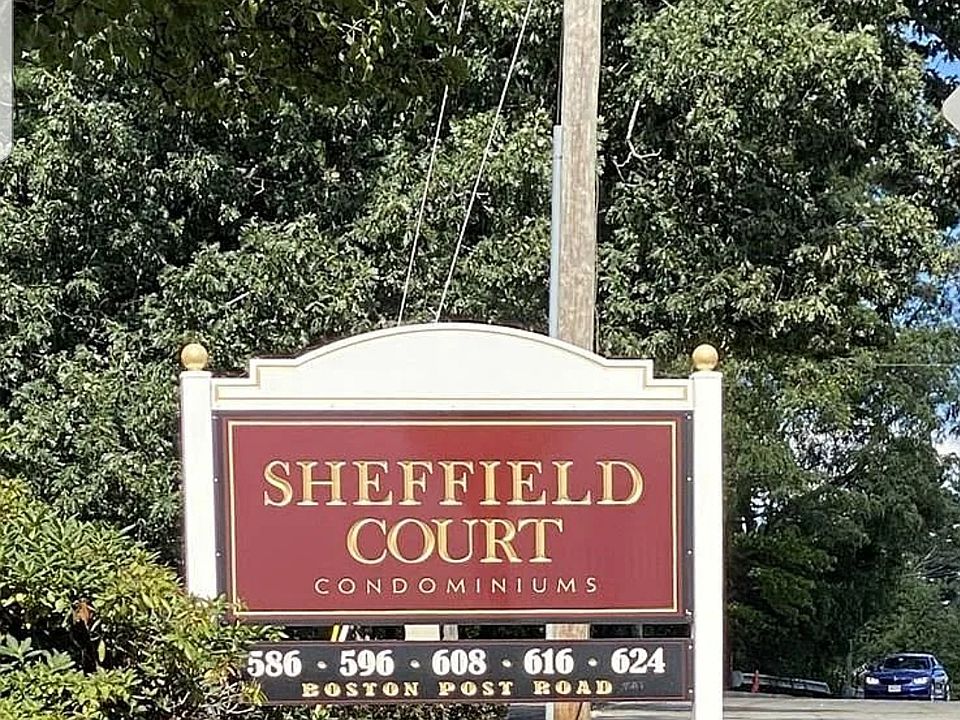 SHEFFIELD
COURT
CONDOMINIUMS
586 · 596 · 608 · 616 · 624
BOSTON POST ROAD